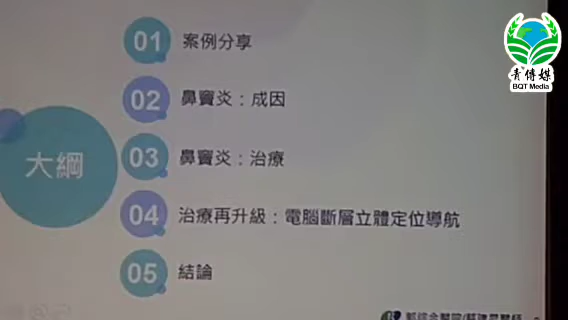 青傳媒
BQT Media
大綱
01 案例分享
02 鼻竇炎：成因
03 鼻竇炎：治療
04 治療再升級：電腦斷層立體定位導航
05 結論